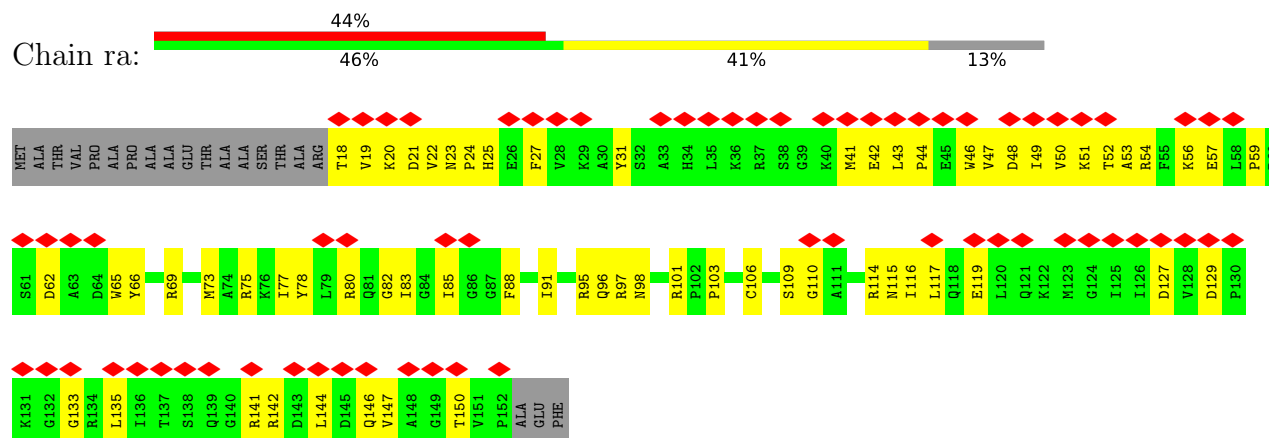 44%
Chain ra:
46% 41% 13%
MET ALA THR VAL PRO ALA PRO ALA ALA GLU THR ALA ALA SER THR ALA ARG T18 V19 K20 D21 V22 N23 P24 H25 E26 F27 V28 K29 A30 Y31 S32 A33 H34 L35 K36 R37 S38 G39 K40 M41 E42 L43 P44 E45 W46 V47 D48 I49 V50 K51 T52 A53 R54 F55 K56 E57 L58 P59
S61 D62 A63 D64 W65 Y66 R69 M73 A74 R75 K76 I77 Y78 L79 R80 Q81 G82 I83 G84 I85 G86 G87 F88 I91 R95 Q96 R97 N98 R101 P102 P103 C106 S109 G110 A111 R114 N115 I116 L117 Q118 E119 L120 Q121 K122 M123 G124 I125 I126 D127 V128 D129 P130
K131 G132 G133 R134 L135 I136 T137 S138 Q139 G140 R141 R142 D143 L144 D145 Q146 V147 A148 G149 T150 V151 P152 ALA GLU PHE